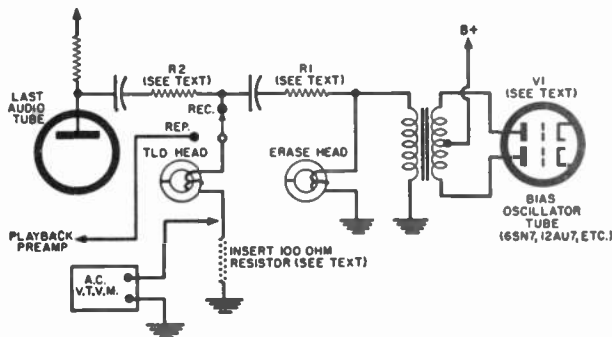 B+
R2
(SEE TEXT)
R1
(SEE TEXT)
V1
(SEE TEXT)
LAST
AUDIO
TUBE
REC.
REP.
TLD HEAD
ERASE HEAD
BIAS
OSCILLATOR
TUBE
(6SN7, 12AU7, ETC.)
PLAYBACK
PREAMP
INSERT 100 OHM
RESISTOR (SEE TEXT)
A.C.
V.T.V.M.